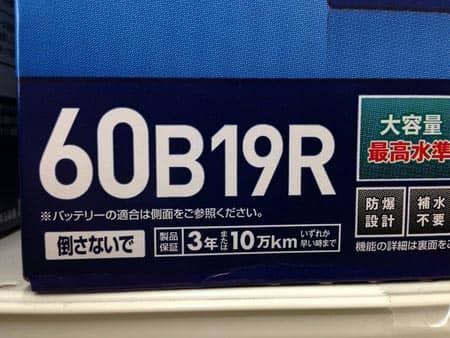 60B19R
大容量
最高水準
※バッテリーの適合は側面をご参照ください。
防爆
設計
補水
不要
倒さないで
製品
保証
3年または10万km
いずれか
早い時まで
機能の詳細は裏面をご